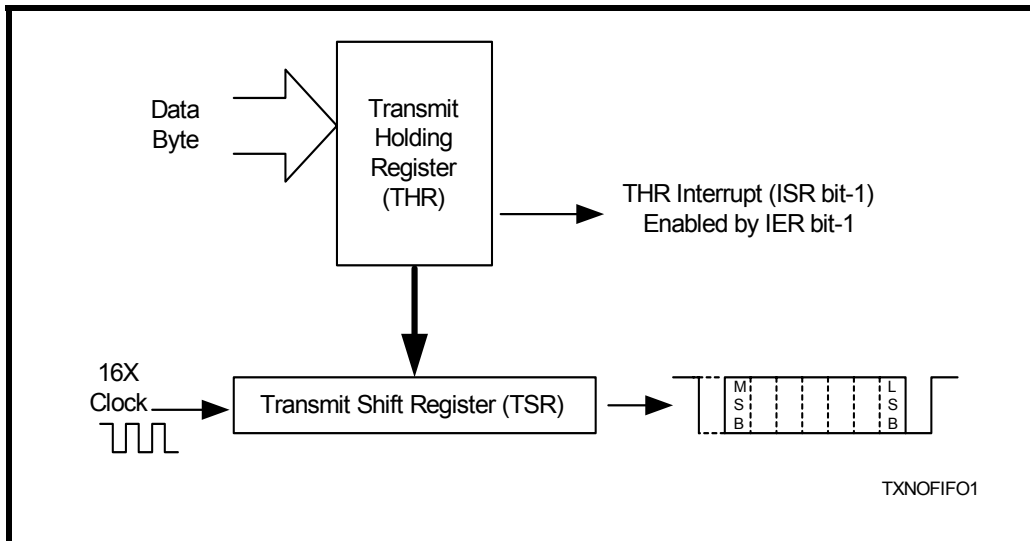 Data
Byte
Transmit
Holding
Register
(THR)
THR Interrupt (ISR bit-1)
Enabled by IER bit-1
16X
Clock
Transmit Shift Register (TSR)
M
S
B
L
S
B
TXNOFIFO1